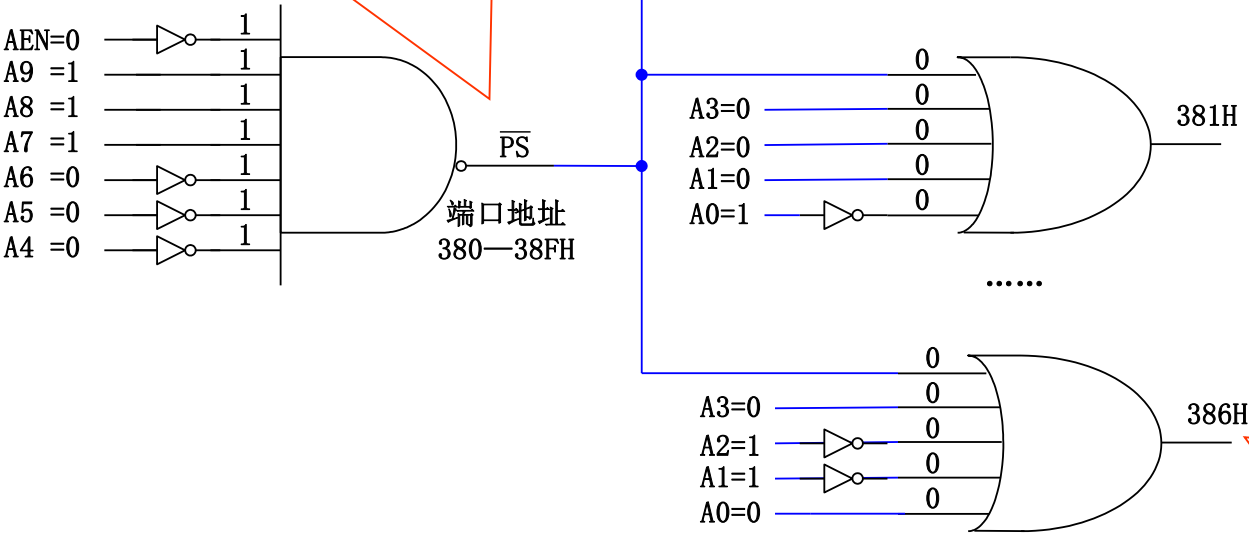 AEN=0
1
A9 =1
1
A8 =1
1
A7 =1
1
A6 =0
1
A5 =0
1
A4 =0
1
PS
端口地址
380—38FH
0
A3=0
0
A2=0
0
A1=0
0
A0=1
0
381H
……
0
A3=0
0
A2=1
0
A1=1
0
A0=0
0
386H